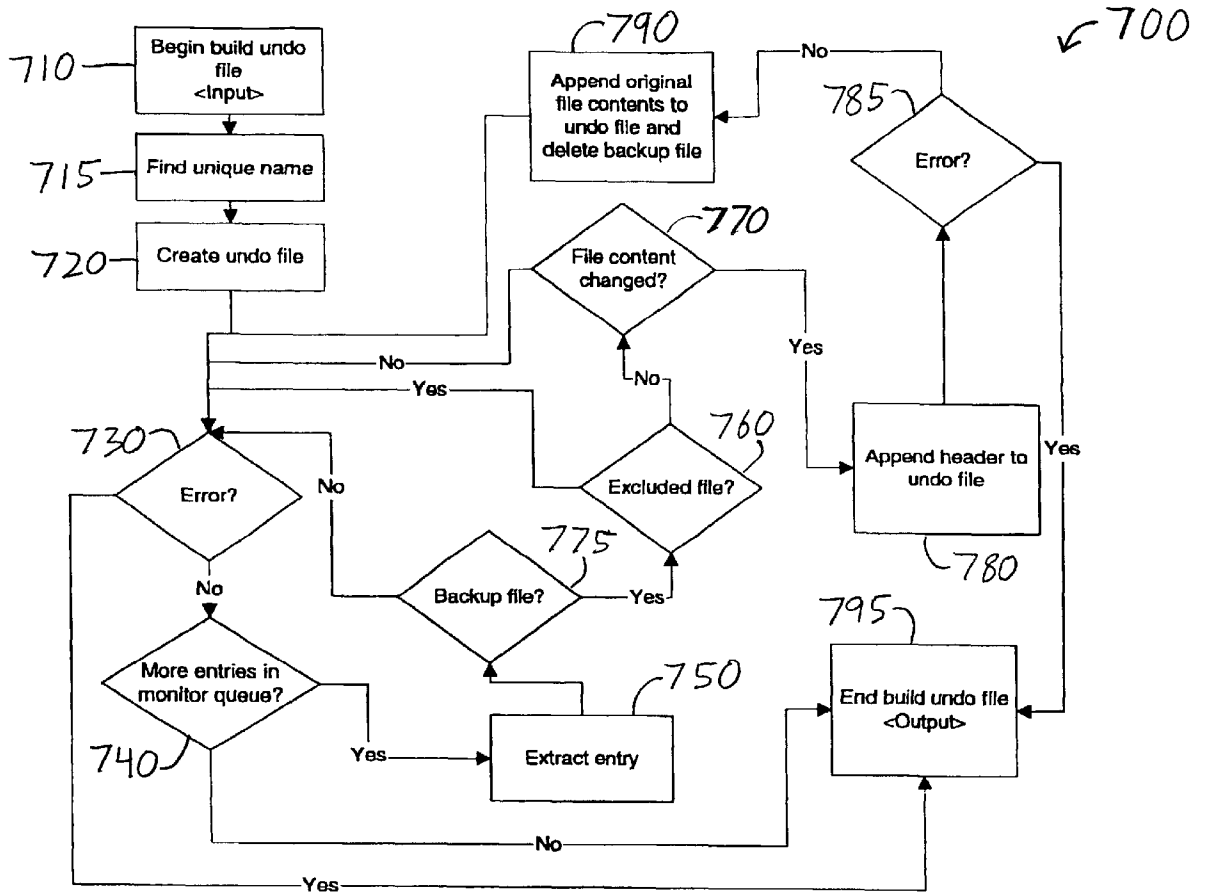 700
710
Begin build undo
file
<Input>
715
Find unique name
720
Create undo file
790
Append original
file contents to
undo file and
delete backup file
No
785
Error?
770
File content
changed?
No
Yes
Yes
No
760
Excluded file?
Append header to
undo file
780
Yes
730
Error?
No
No
775
Backup file?
Yes
740
More entries in
monitor queue?
Yes
750
Extract entry
795
End build undo file
<Output>
No
Yes